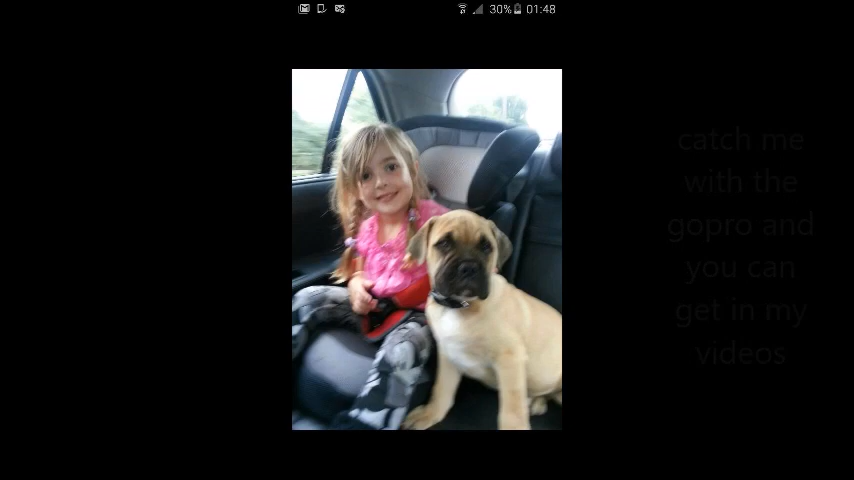 30% 01:48
catch me
with the
gopro and
you can
get in my
videos